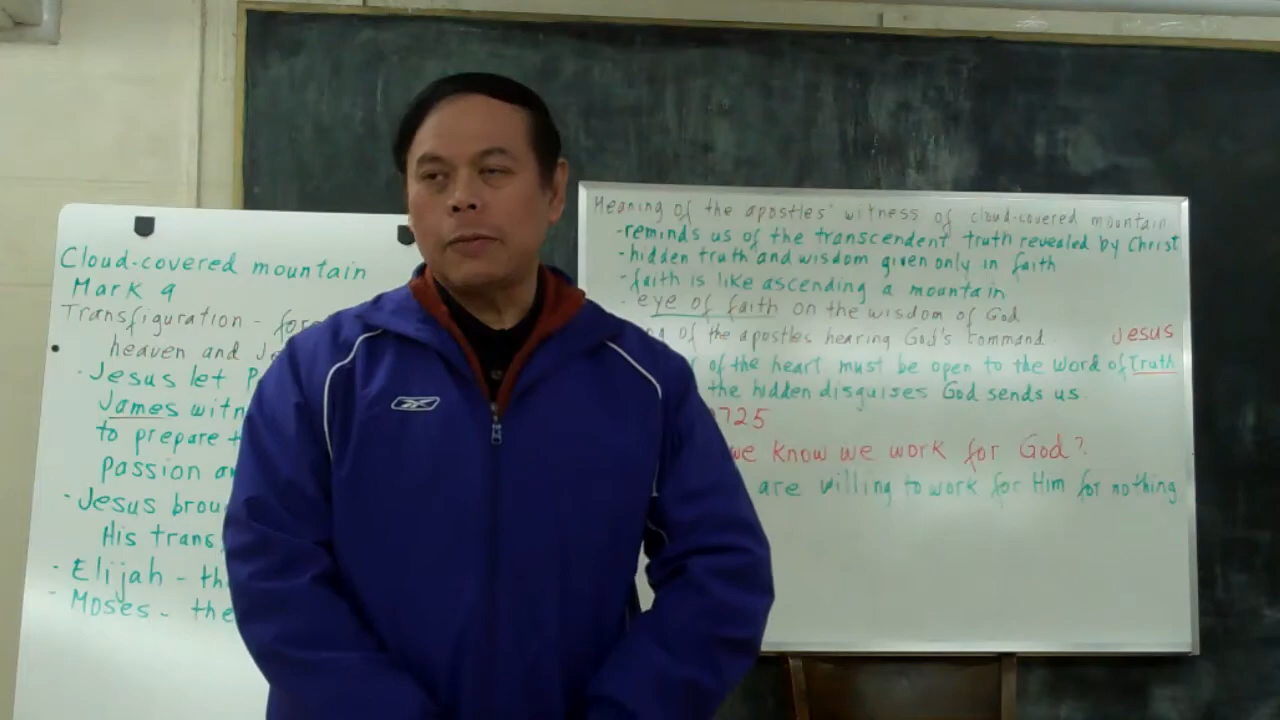 Cloud-covered mountain
Mark 9
Transfiguration - for
heaven and Je
· Jesus let P
James witn
to prepare t
passion an
· Jesus brou
His trans
- Elijah - th
- Moses - the
Meaning of the apostles' witness of cloud-covered mountain
-reminds us of the transcendent truth revealed by Christ
-hidden truth and wisdom given only in faith
-faith is like ascending a mountain
- eye of faith on the wisdom of God
of the apostles hearing God's command
Jesus
of the heart must be open to the Word of Truth
the hidden disguises God sends us
725
we know we work for God?
are willing to work for Him for nothing